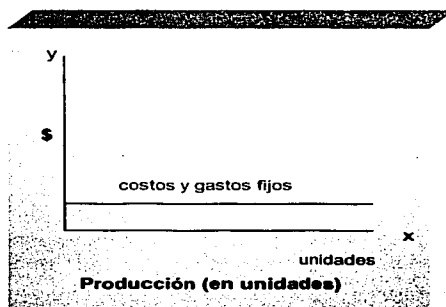 y
$
costos y gastos fijos
x
unidades
Producción (en unidades)